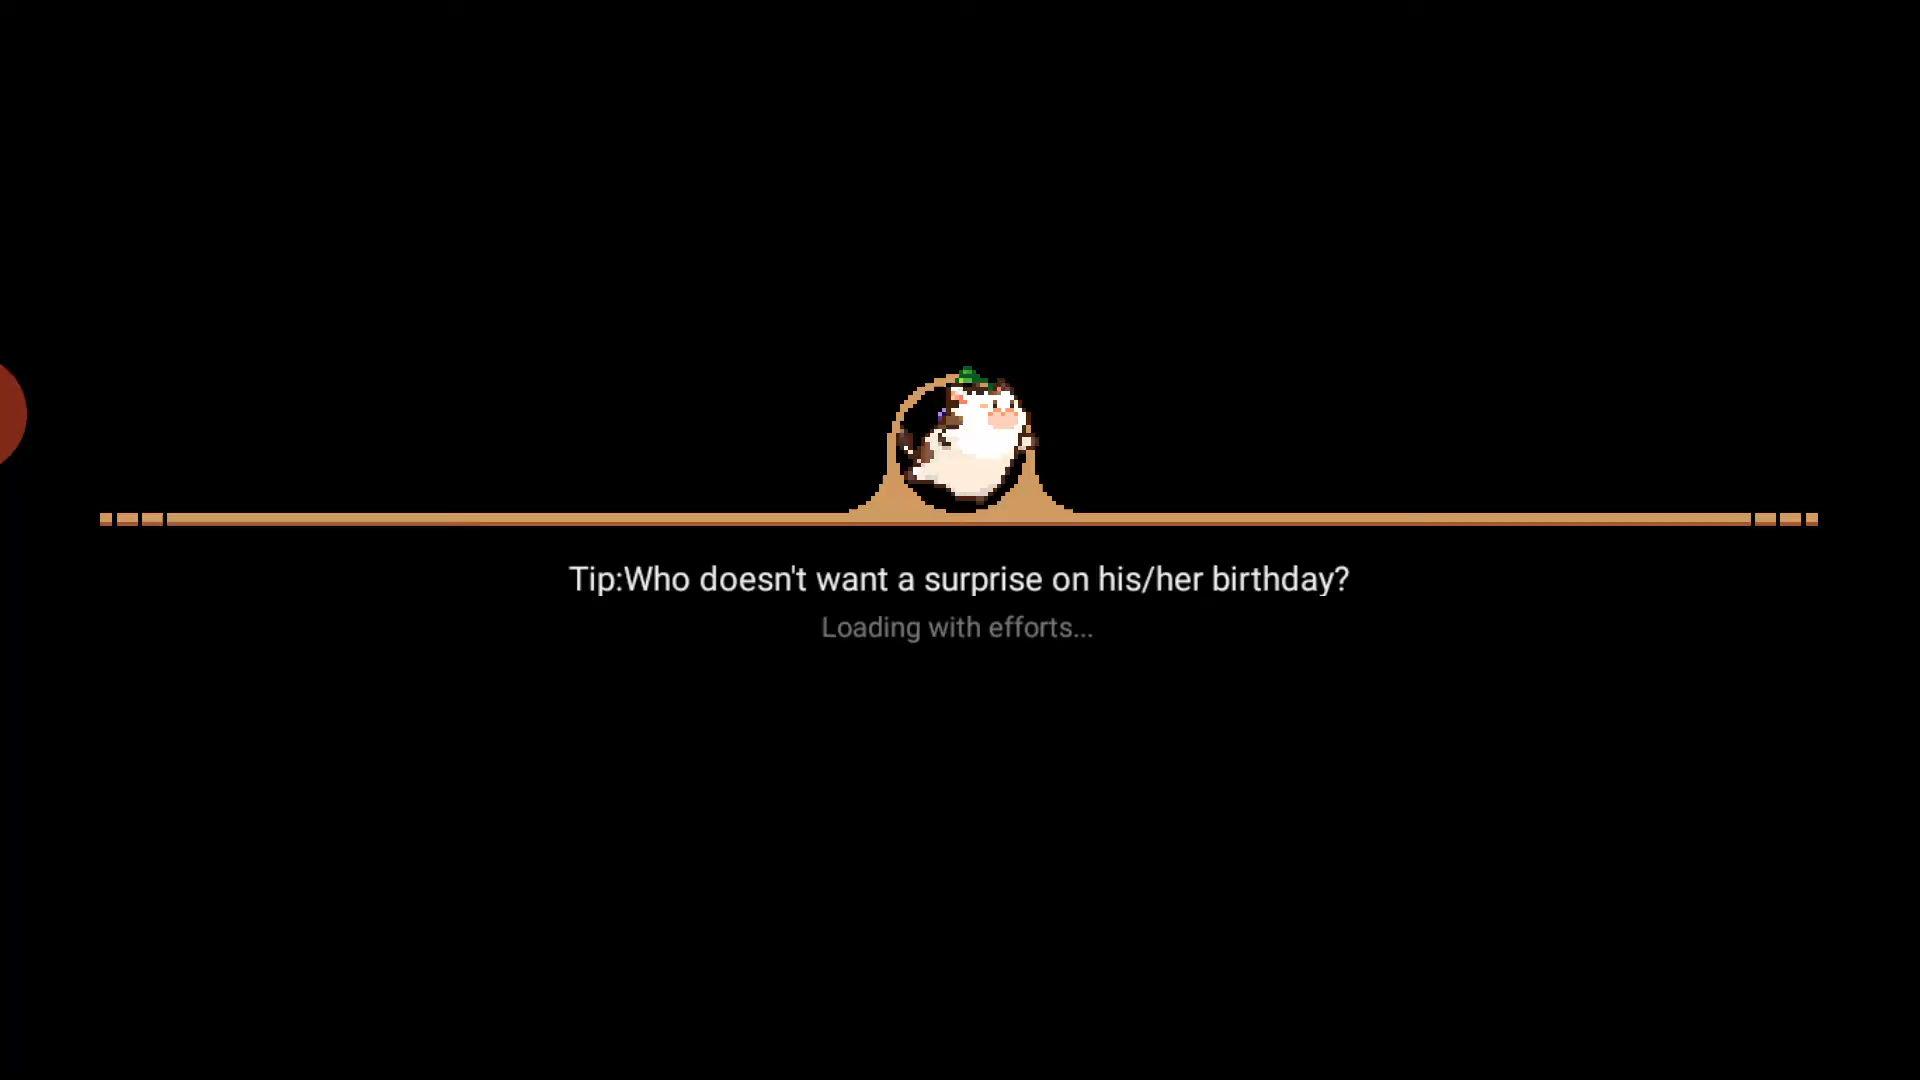 Tip:Who doesn't want a surprise on his/her birthday?
Loading with efforts...